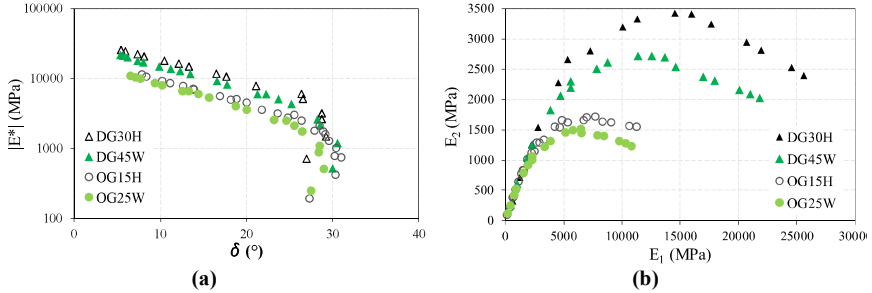 100000
10000
1000
100
|E*| (MPa)
DG30H
DG45W
OG15H
OG25W
0
10
20
30
40
δ (°)
(a)
3500
3000
2500
2000
1500
1000
500
0
E2 (MPa)
DG30H
DG45W
OG15H
OG25W
0
5000
10000
15000
20000
25000
30000
E1 (MPa)
(b)